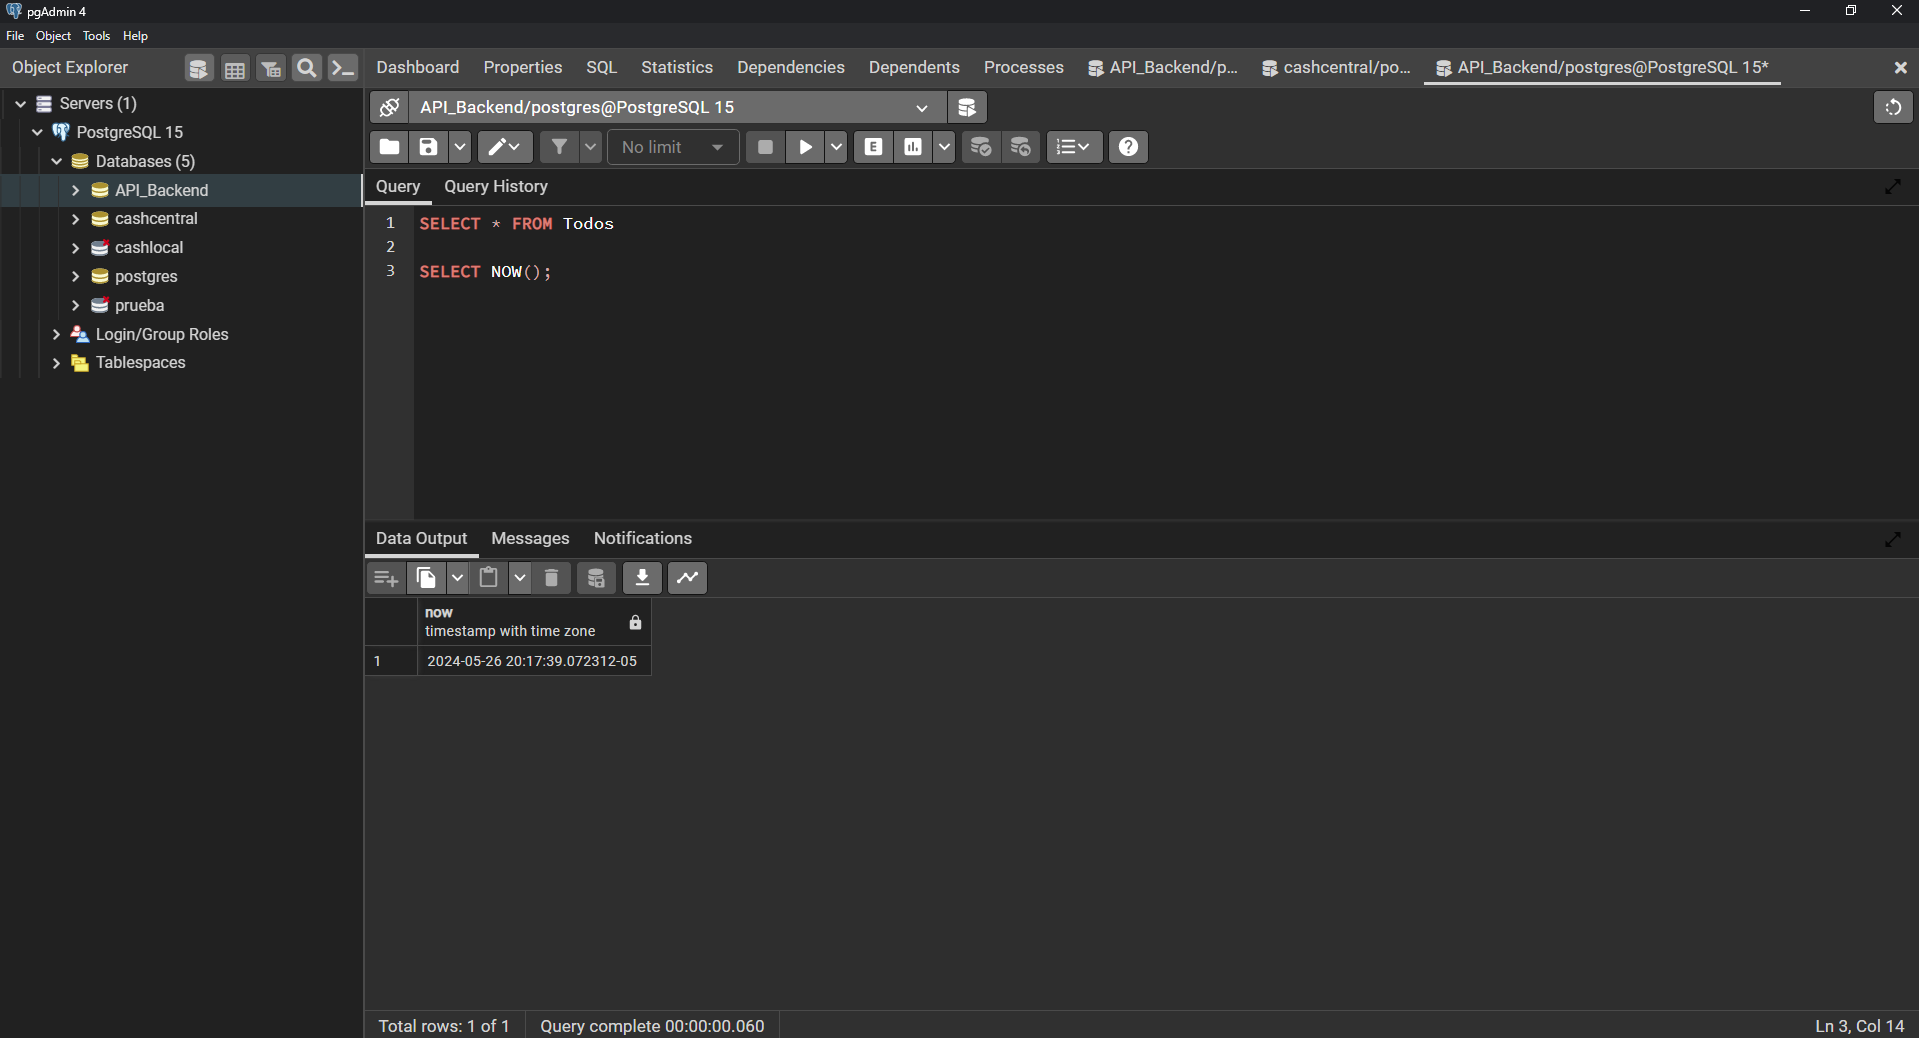 pgAdmin 4
File Object Tools Help
Object Explorer
Dashboard Properties SQL Statistics Dependencies Dependents Processes API_Backend/p... cashcentral/po... API_Backend/postgres@PostgreSQL 15*
Servers (1)
PostgreSQL 15
Databases (5)
API_Backend
cashcentral
cashlocal
postgres
prueba
Login/Group Roles
Tablespaces
API_Backend/postgres@PostgreSQL 15
No limit
E
Query Query History
1 SELECT * FROM Todos
2
3 SELECT NOW();
Data Output Messages Notifications
now
timestamp with time zone
1 2024-05-26 20:17:39.072312-05
Total rows: 1 of 1 Query complete 00:00:00.060 Ln 3, Col 14